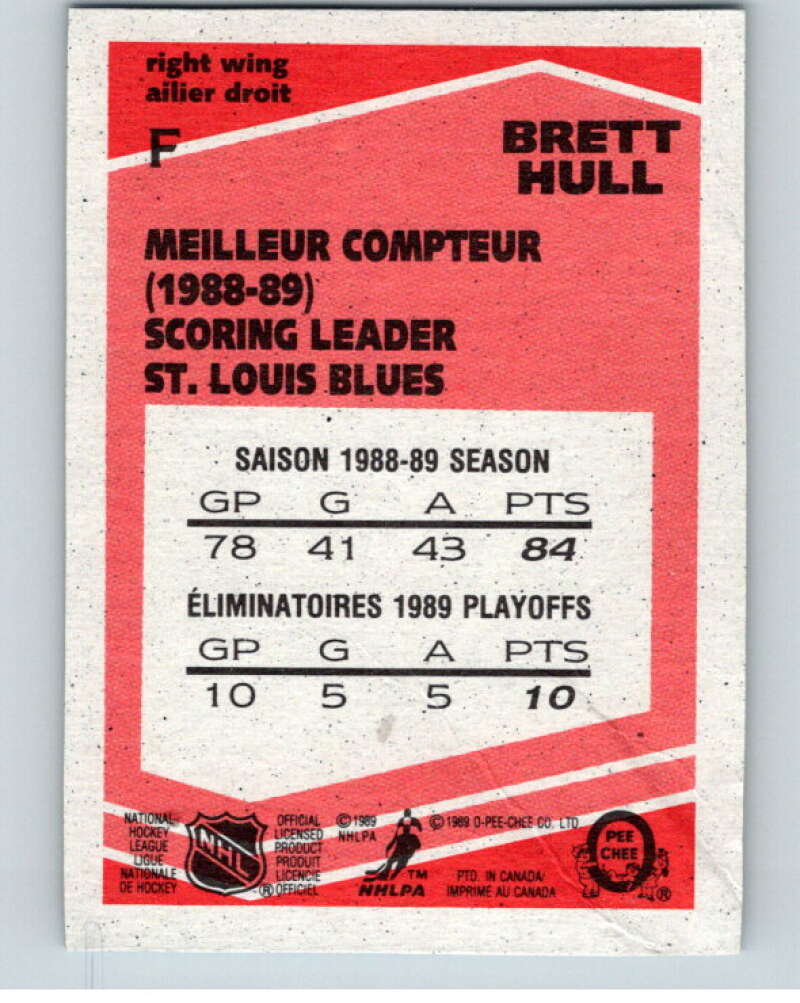 right wing
ailier droit
F
BRETT
HULL
MEILLEUR COMPTEUR
(1988-89)
SCORING LEADER
ST. LOUIS BLUES
SAISON 1988-89 SEASON
GP G A PTS
78 41 43 84
ÉLIMINATOIRES 1989 PLAYOFFS
GP G A PTS
10 5 5 10
NATIONAL
HOCKEY
LEAGUE
LIGUE
NATIONALE
DE HOCKEY
NHL
®
OFFICIAL
LICENSED
PRODUCT
PRODUIT
LICENCIE
OFFICIEL
©1989
NHLPA
TM
NHLPA
©1989 O-PEE-CHEE CO. LTD.
PTD. IN CANADA
IMPRIME AU CANADA
O
PEE
CHEE
®